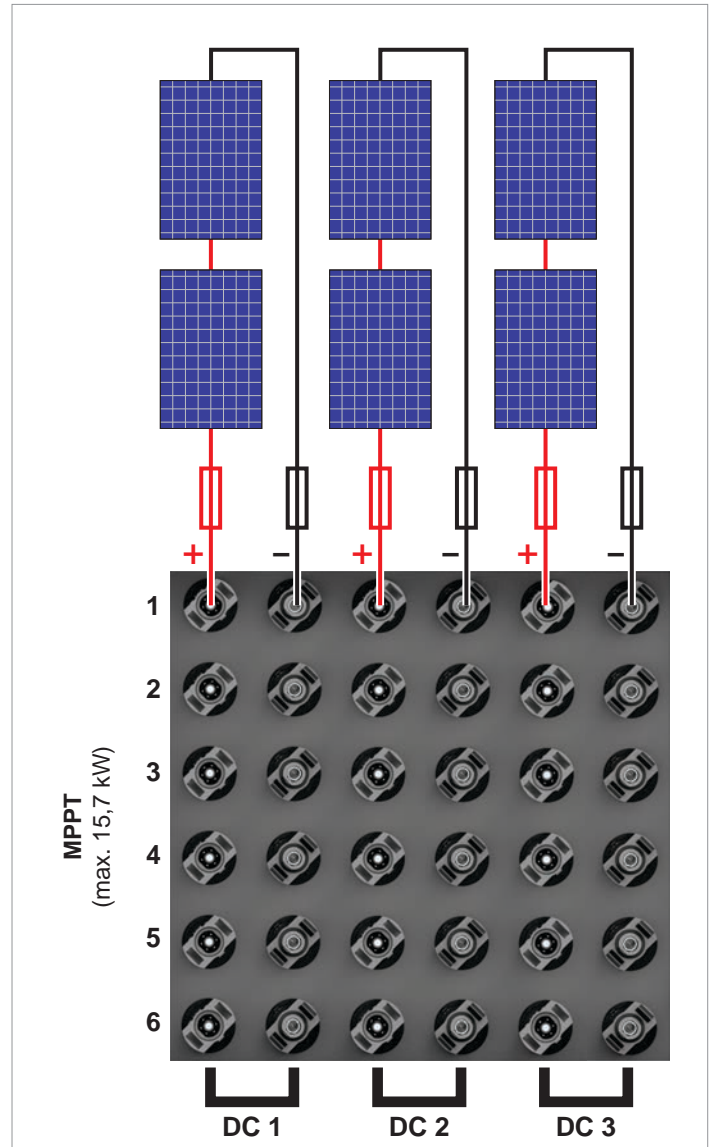 + – + – + –
1
2
3
4
5
6
MPPT
(max. 15,7 kW)
DC 1 DC 2 DC 3